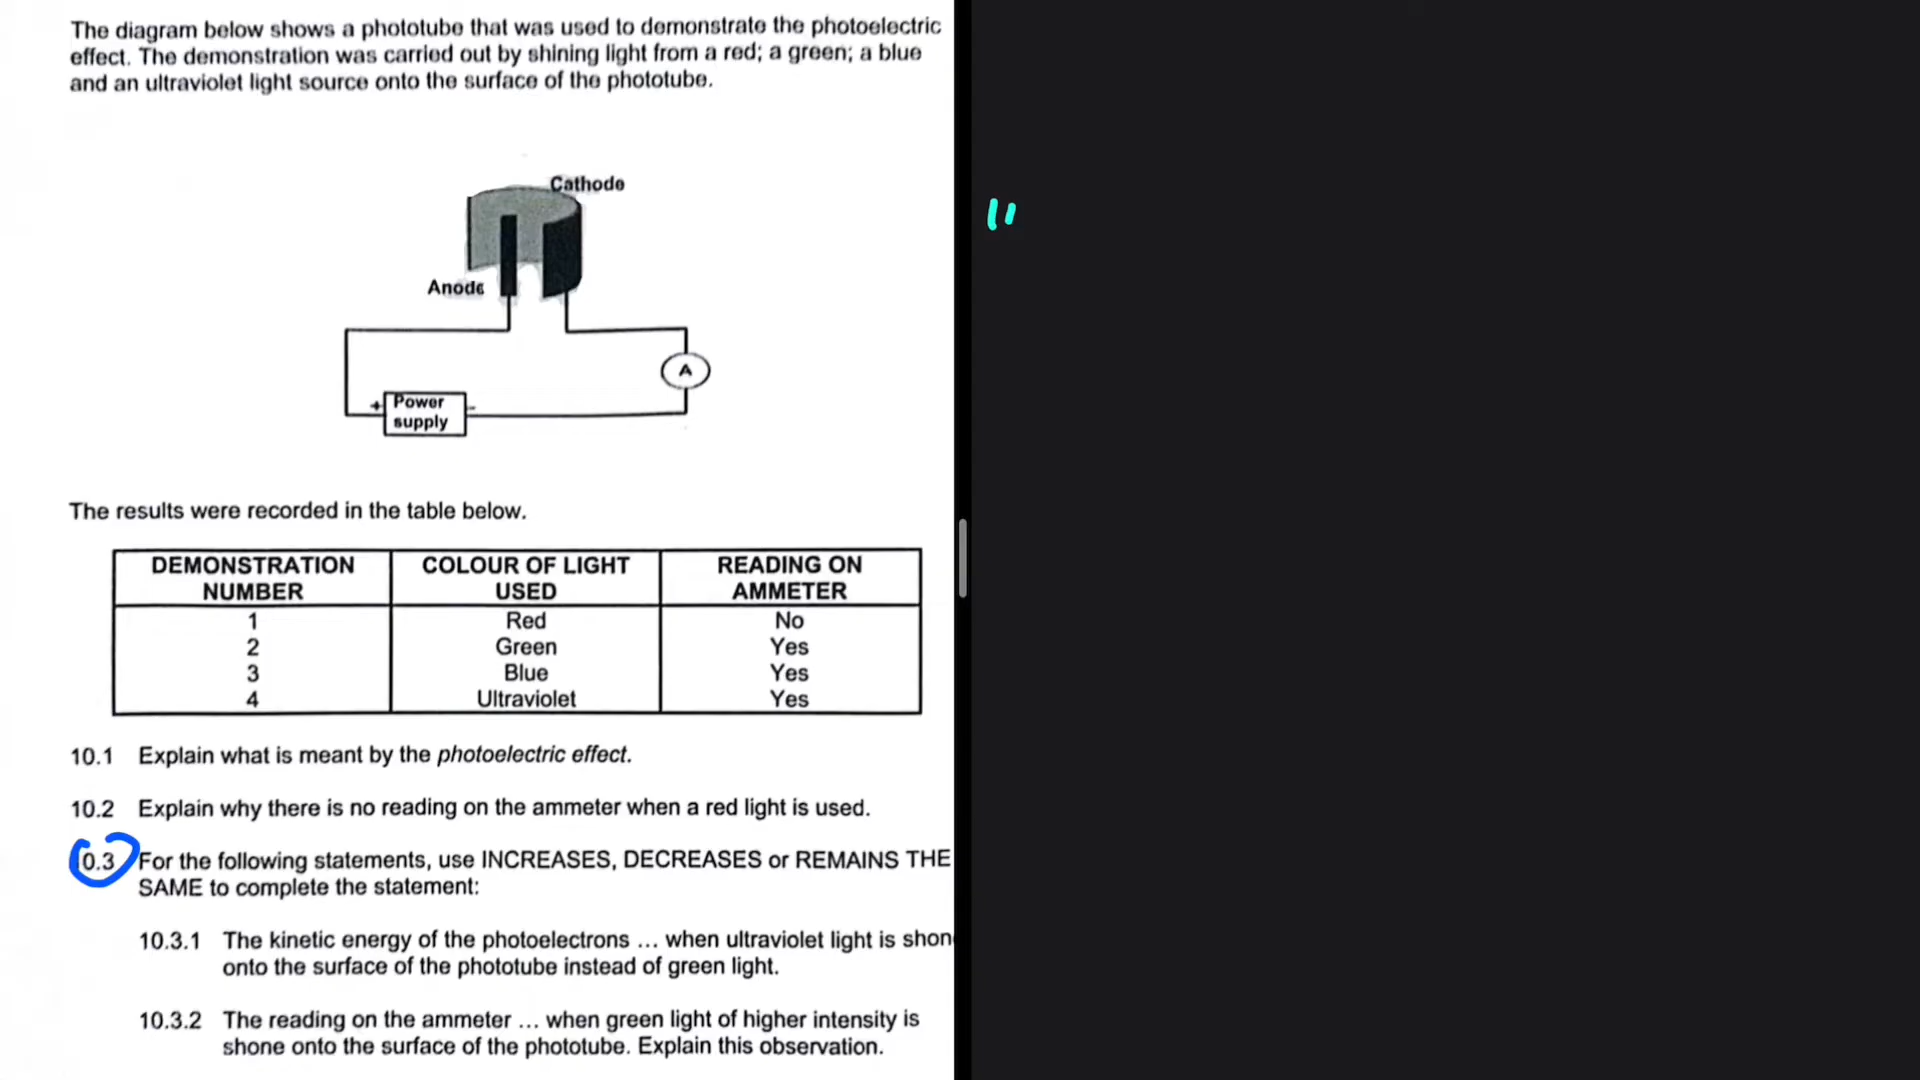 The diagram below shows a phototube that was used to demonstrate the photoelectric
effect. The demonstration was carried out by shining light from a red; a green; a blue
and an ultraviolet light source onto the surface of the phototube.
Cathode
Anode
A
+ Power -
supply
The results were recorded in the table below.
DEMONSTRATION NUMBER COLOUR OF LIGHT USED READING ON AMMETER
1 Red No
2 Green Yes
3 Blue Yes
4 Ultraviolet Yes
10.1 Explain what is meant by the photoelectric effect.
10.2 Explain why there is no reading on the ammeter when a red light is used.
10.3 For the following statements, use INCREASES, DECREASES or REMAINS THE
SAME to complete the statement:
10.3.1 The kinetic energy of the photoelectrons ... when ultraviolet light is shon
onto the surface of the phototube instead of green light.
10.3.2 The reading on the ammeter ... when green light of higher intensity is
shone onto the surface of the phototube. Explain this observation.